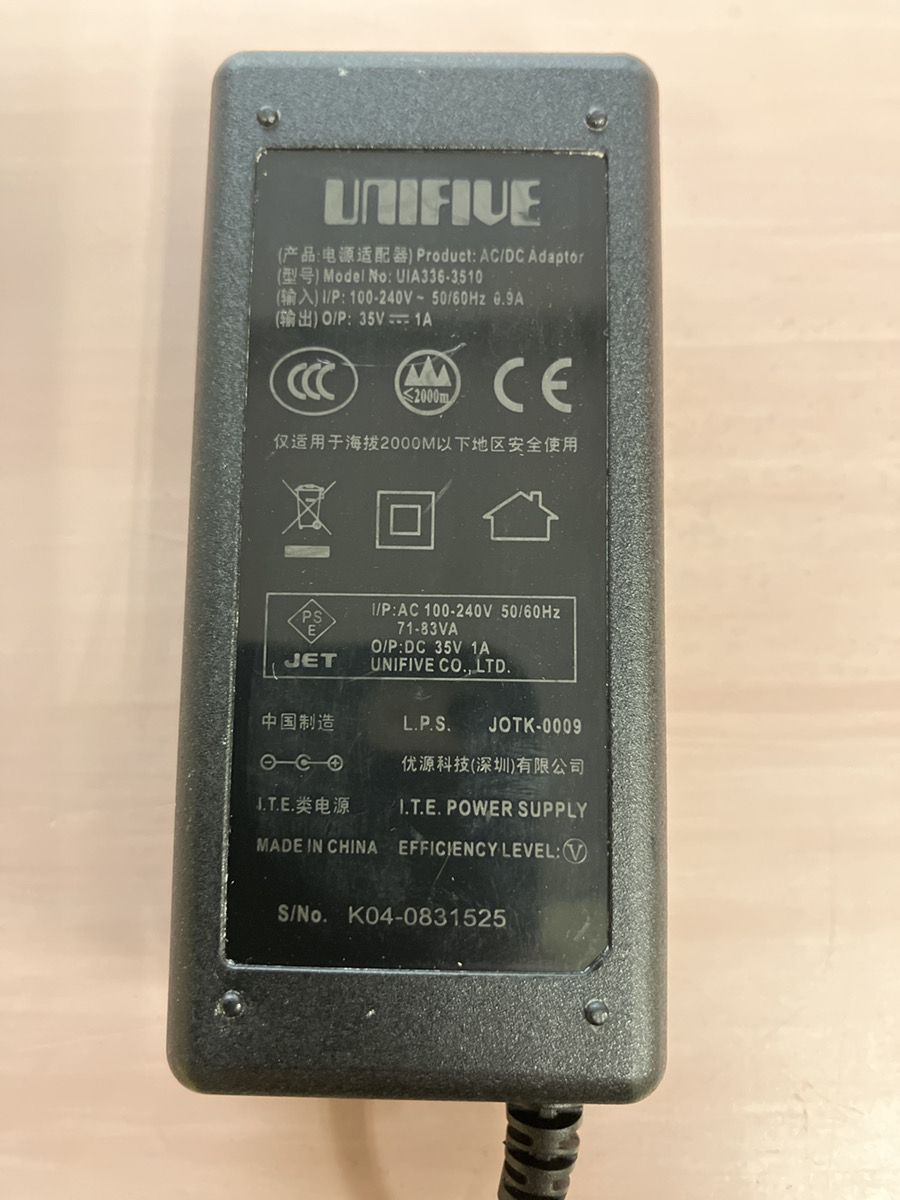 UNIFIVE
(产品:电源适配器) Product: AC/DC Adaptor
(型号) Model No: UIA336-3510
(输入) I/P: 100-240V~ 50/60Hz 0.9A
(输出) O/P: 35V⎓1A
CCC
≤2000m
CE
仅适用于海拔2000M以下地区安全使用
PS
E
JET
I/P:AC 100-240V 50/60Hz
71-83VA
O/P:DC 35V 1A
UNIFIVE CO.,LTD.
中国制造 L.P.S. JOTK-0009
优源科技(深圳)有限公司
I.T.E.类电源 I.T.E. POWER SUPPLY
MADE IN CHINA EFFICIENCY LEVEL:Ⓥ
S/No. K04-0831525